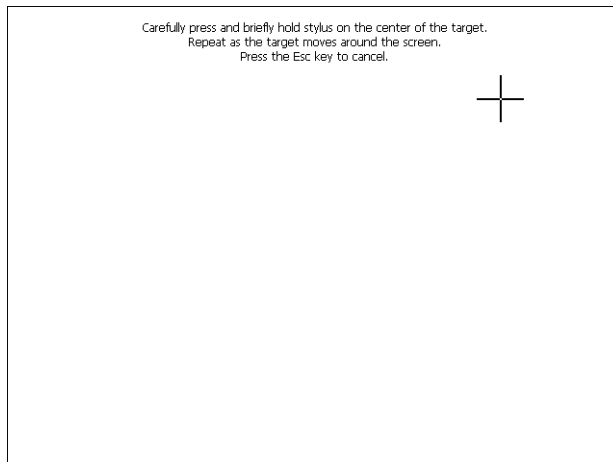 Carefully press and briefly hold stylus on the center of the target.
Repeat as the target moves around the screen.
Press the Esc key to cancel.